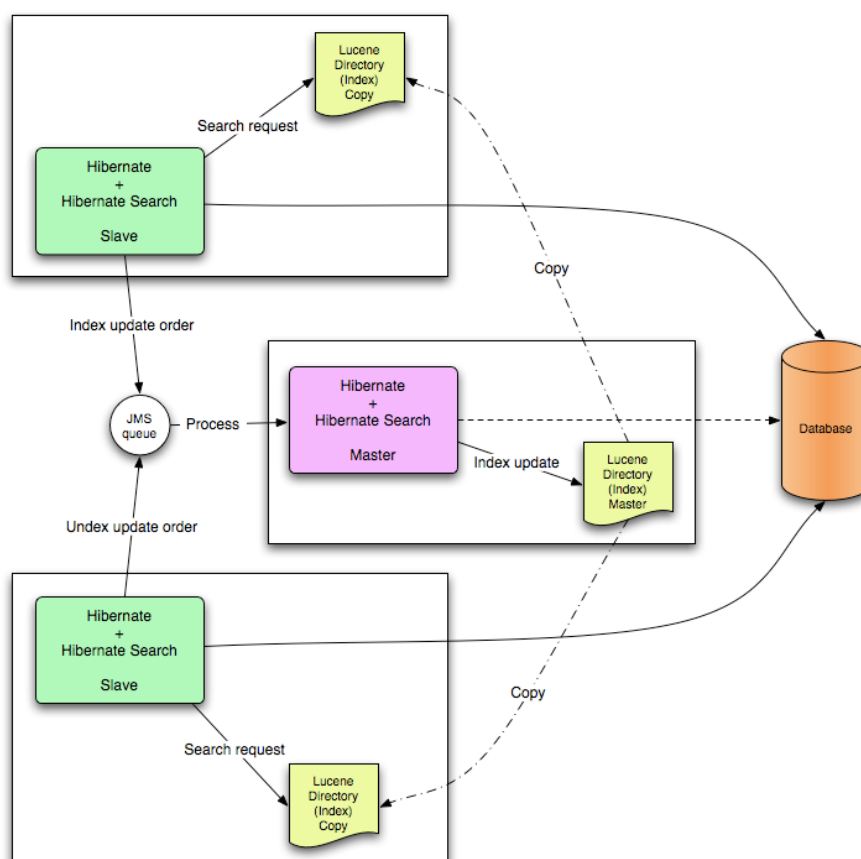 Lucene
Directory
(Index)
Copy
Search request
Hibernate
+
Hibernate Search
Slave
Copy
Index update order
JMS
queue
Process
Hibernate
+
Hibernate Search
Master
Index update
Lucene
Directory
(Index)
Master
Database
Undex update order
Hibernate
+
Hibernate Search
Slave
Copy
Search request
Lucene
Directory
(Index)
Copy